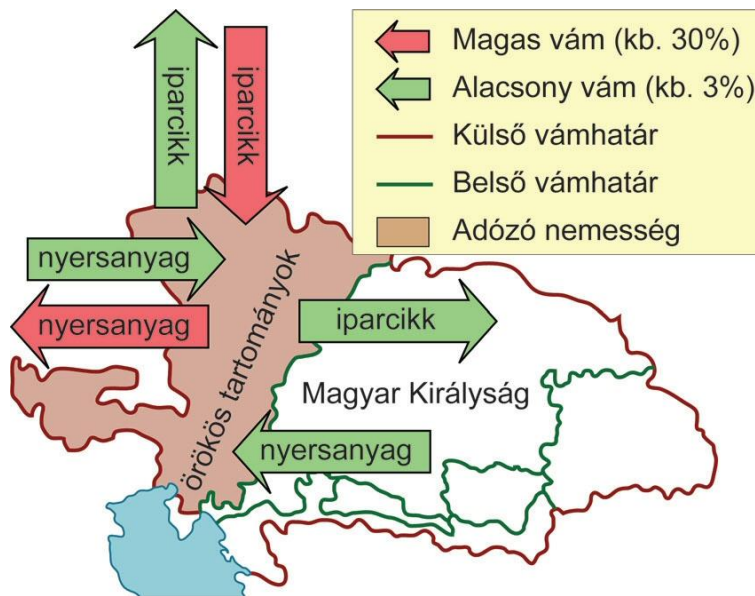 Magas vám (kb. 30%)
Alacsony vám (kb. 3%)
Külső vámhatár
Belső vámhatár
Adózó nemesség
iparcikk
iparcikk
nyersanyag
nyersanyag
örökös tartományok
iparcikk
Magyar Királyság
nyersanyag